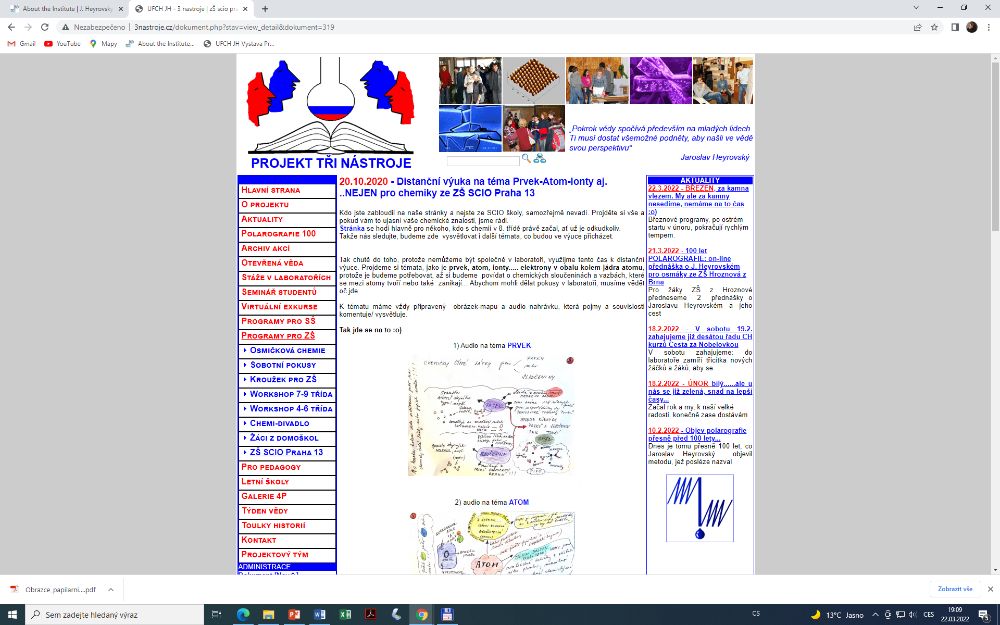 About the Institute | J. Heyrovsky
UFCH JH - 3 nastroje | zŠ scio pra
Nezabezpečeno
3nastroje.cz/dokument.php?stav=view_detail&dokument=319
Gmail
YouTube
Mapy
About the Institute...
UFCH JH Vystava Pr...
PROJEKT TŘI NÁSTROJE
„Pokrok vědy spočívá především na mladých lidech.
Ti musí dostat všemožné podněty, aby našli ve vědě
svou perspektivu“
Jaroslav Heyrovský
Hlavní strana
O projektu
Aktuality
Polarografie 100
Archiv akcí
Otevřená věda
Stáže v laboratořích
Seminář studentů
Virtuální exkurse
Programy pro SŠ
Programy pro ZŠ
Osmičková chemie
Sobotní pokusy
Kroužek pro ZŠ
Workshop 7-9 třída
Workshop 4-6 třída
Chemi-divadlo
Žáci z domoškol
ZŠ SCIO Praha 13
Pro pedagogy
Letní školy
Galerie 4P
Týden vědy
Toulky historií
Kontakt
Projektový tým
ADMINISTRACE
20.10.2020 - Distanční výuka na téma Prvek-Atom-Ionty aj.
..NEJEN pro chemiky ze ZŠ SCIO Praha 13
Kdo jste zabloudil na naše stránky a nejste ze SCIO školy, samozřejmě nevadí. Projděte si vše a
pokud vám to ujasní vaše chemické znalosti, jsme rádi.
Stránka se hodí hlavně pro někoho, kdo s chemií v 8. třídě právě začal, ať už je odkudkoliv.
Takže nás sledujte, budeme zde vysvětlovat i další témata, co budou ve výuce přicházet.
Tak chutě do toho, protože nemůžeme být společně v laboratoři, využijme tento čas k distanční
výuce. Projdeme si témata, jako je prvek, atom, ionty..... elektrony v obalu kolem jádra atomu,
protože je budeme potřebovat, až si budeme povídat o chemických sloučeninách a vazbách, které
se mezi atomy tvoří nebo také zanikají... Abychom mohli dělat pokusy v laboratoři, musíme vědět
oč jde.
K tématu máme vždy připravený obrázek-mapu a audio nahrávku, která pojmy a souvislosti
komentuje/ vysvětluje.
Tak jde se na to :o)
1) Audio na téma PRVEK
CHEMICKY ČISTÉ LÁTKY jsou
PRVKY
nebo
SLOUČENINY
PRVEK
ATOMŮ
SPOUSTA RŮZNÝCH
PRVKŮ A SLOUČENIN
PAK TVOŘÍ
SMĚS
SLOUČENINA
PIVO
2) audio na téma ATOM
ATOM
JOHN DALTON
AKTUALITY
22.3.2022 - BŘEZEN, za kamna
vlezem. My ale za kamny
nesedíme, nemáme na to čas
:o)
Březnové programy, po ostrém
startu v únoru, pokračují rychlým
tempem.
21.3.2022 - 100 let
POLAROGRAFIE: on-line
přednáška o J. Heyrovském
pro osmáky ze ZŠ Hroznová z
Brna
Pro žáky ZŠ z Hroznové
předneseme 2 přednášky o
Jaroslavu Heyrovském a jeho
cest
18.2.2022 - V sobotu 19.2.
zahajujeme již desátou řadu CH
kurzů Cesta za Nobelovkou
V sobotu zahajujeme: do
laboratoře zamíří třicítka nových
žáčků a žáků, aby se
18.2.2022 - ÚNOR bílý......ale u
nás se již zelená, snad na lepší
časy...
Začal rok a my, k naší velké
radosti, konečně zase dostávám
10.2.2022 - Objev polarografie
přesně před 100 lety...
Dnes je tomu přesně 100 let, co
Jaroslav Heyrovský objevil
metodu, jež posléze nazval
Obrazce_papilarni....pdf
Zobrazit vše
Sem zadejte hledaný výraz
CS
13°C Jasno
CES
19:09
22.03.2022
5